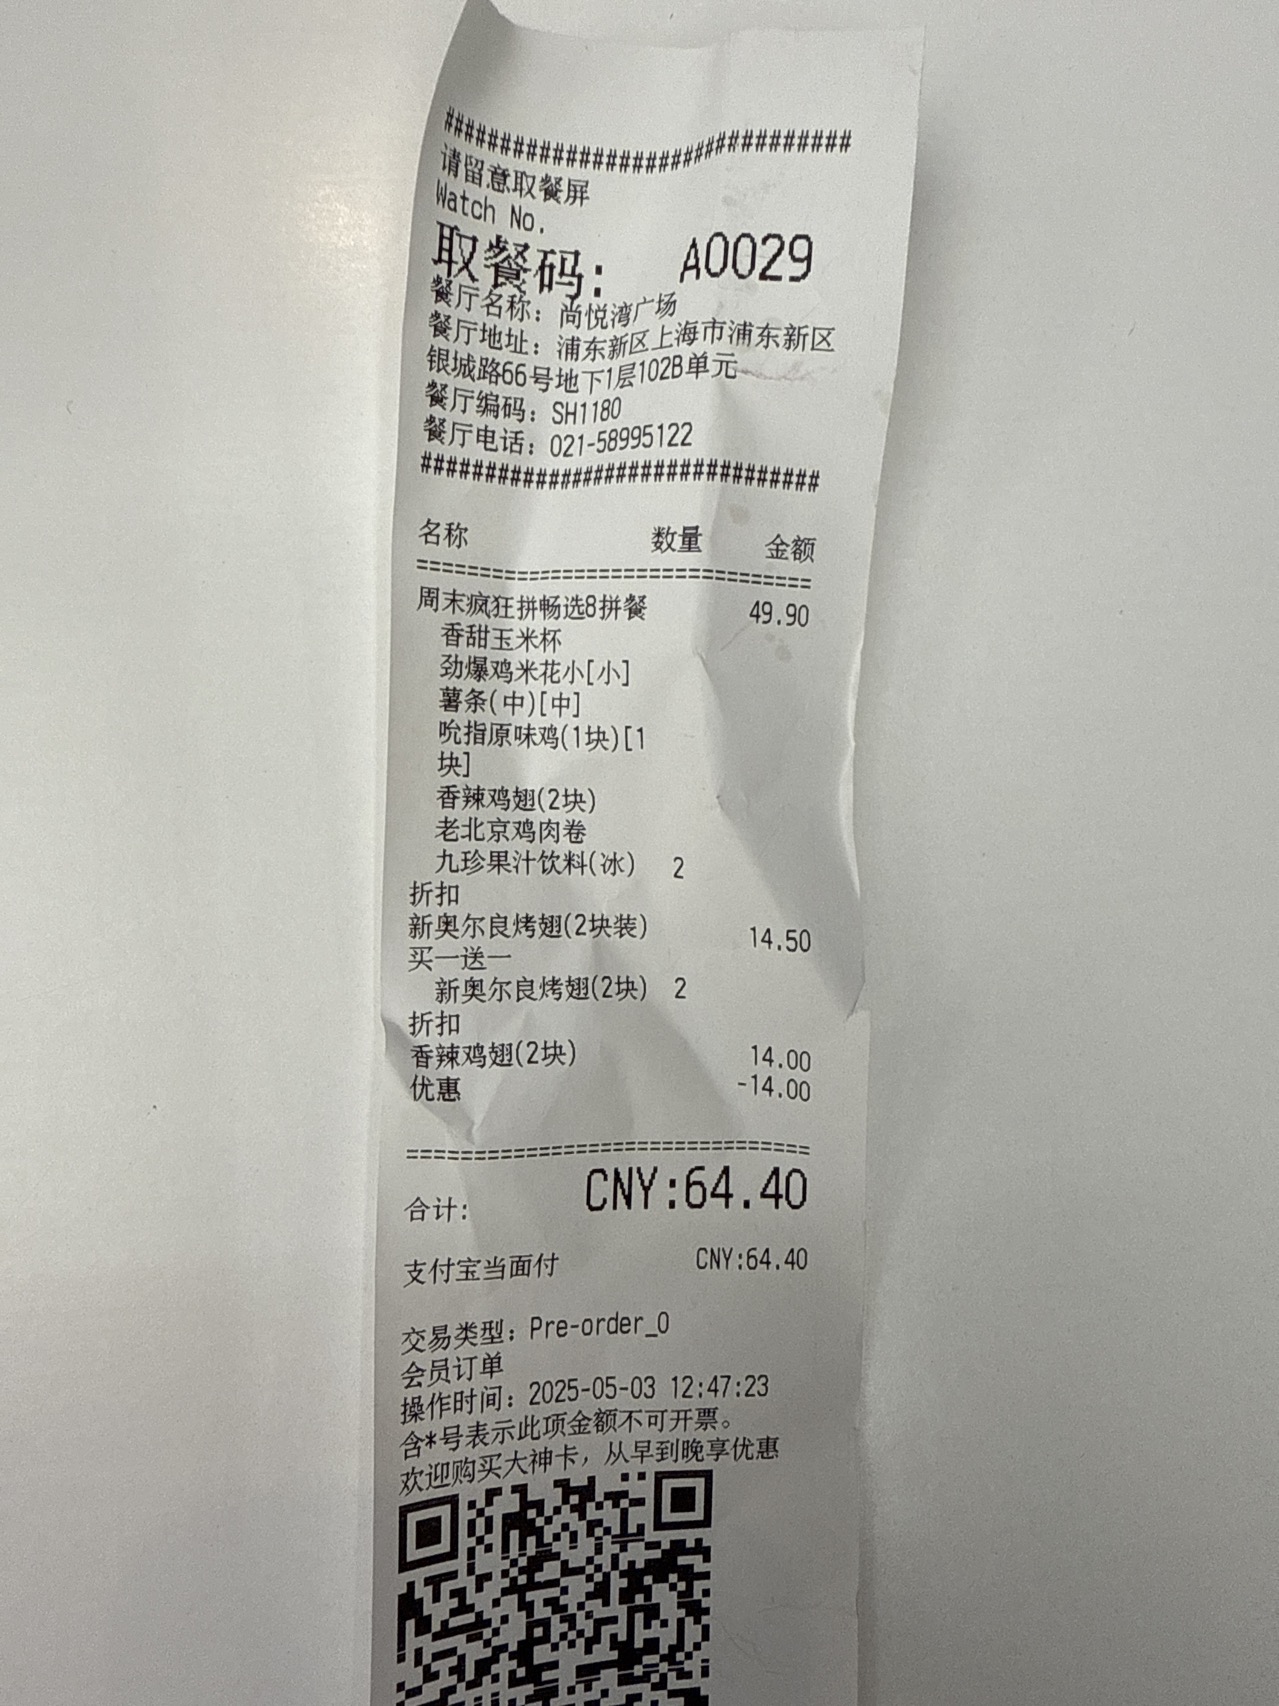 ##############################
请留意取餐屏
Watch No.
取餐码: A0029
餐厅名称: 尚悦湾广场
餐厅地址: 浦东新区上海市浦东新区
银城路66号地下1层102B单元
餐厅编码: SH1180
餐厅电话: 021-58995122
##############################
名称 数量 金额
==============================
周末疯狂拼畅选8拼餐 49.90
香甜玉米杯
劲爆鸡米花小[小]
薯条(中)[中]
吮指原味鸡(1块)[1
块]
香辣鸡翅(2块)
老北京鸡肉卷
九珍果汁饮料(冰) 2
折扣
新奥尔良烤翅(2块装) 14.50
买一送一
新奥尔良烤翅(2块) 2
折扣
香辣鸡翅(2块) 14.00
优惠 -14.00
==============================
合计: CNY:64.40
支付宝当面付 CNY:64.40
交易类型: Pre-order_0
会员订单
操作时间: 2025-05-03 12:47:23
含*号表示此项金额不可开票。
欢迎购买大神卡，从早到晚享优惠